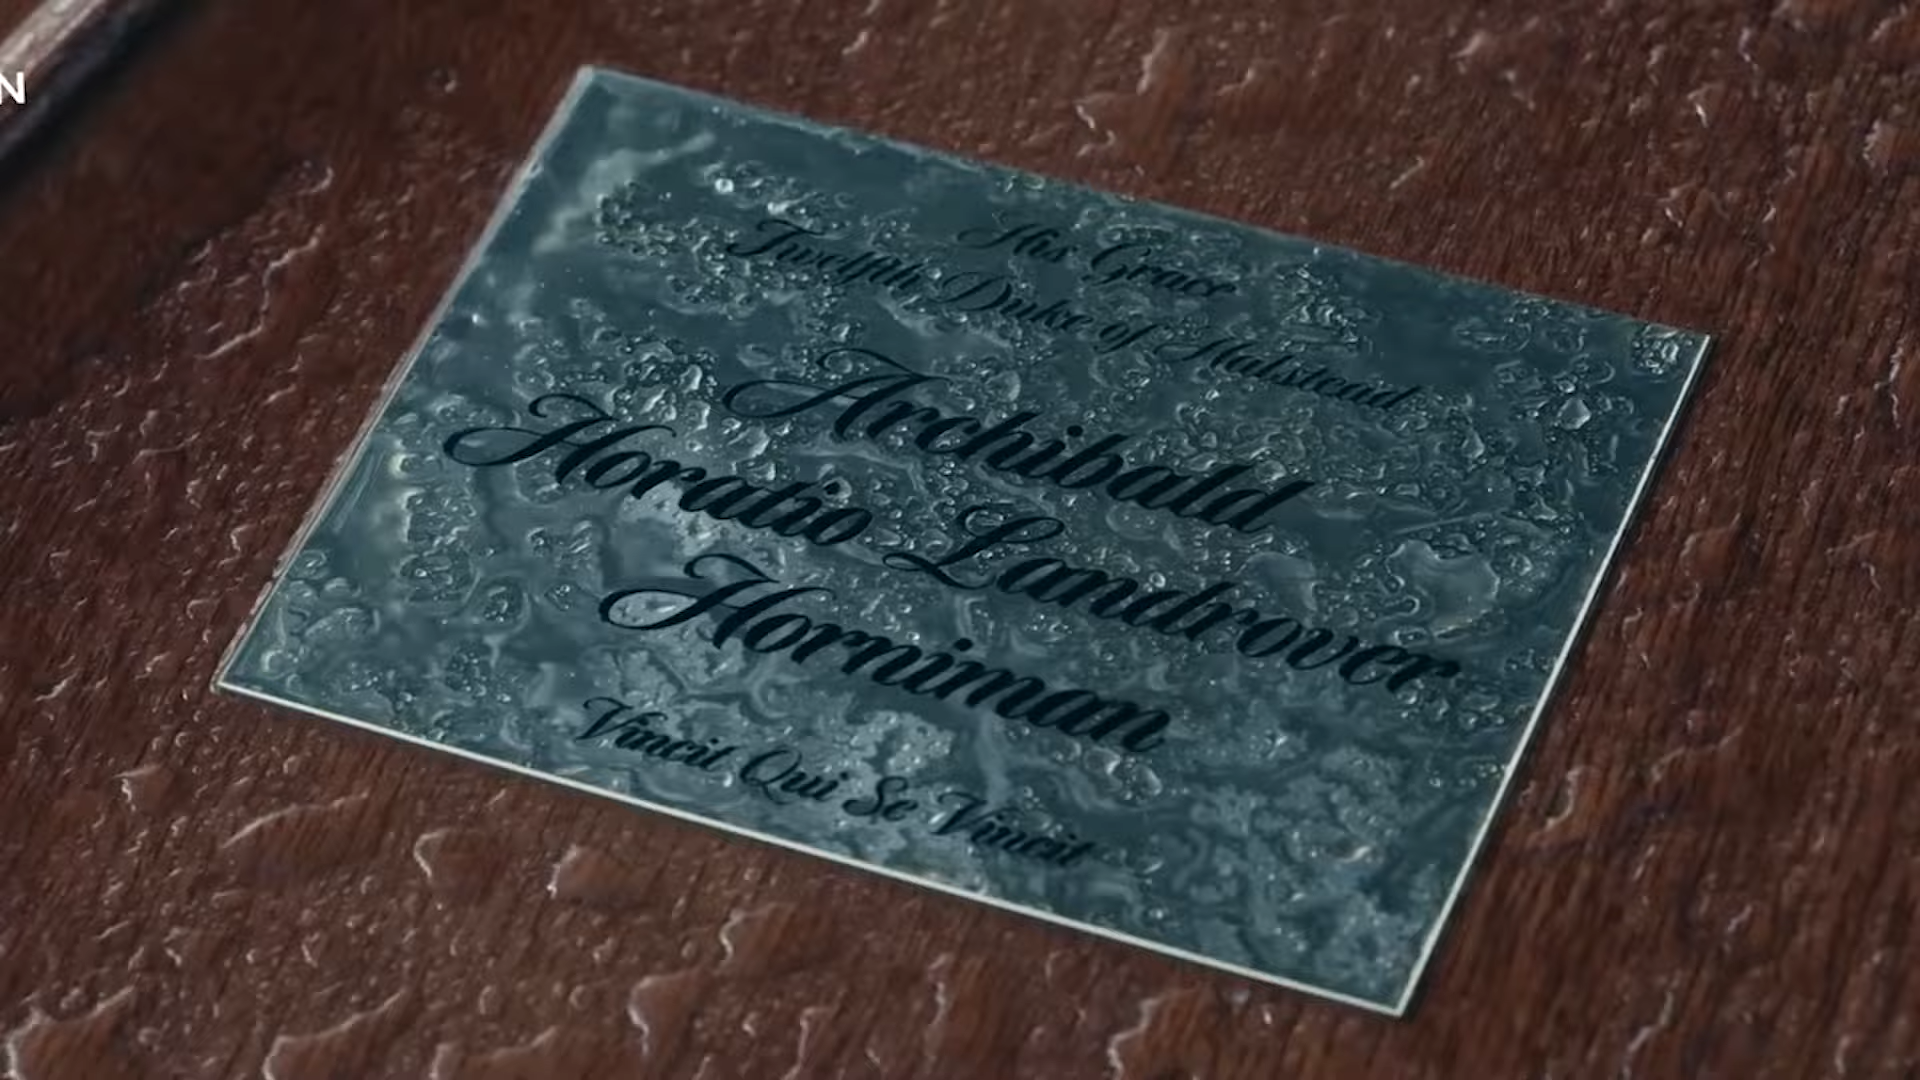 N
His Grace
Twelfth Duke of Halstead
Archibald
Horatio Landrover
Horniman
Vincit Qui Se Vincit